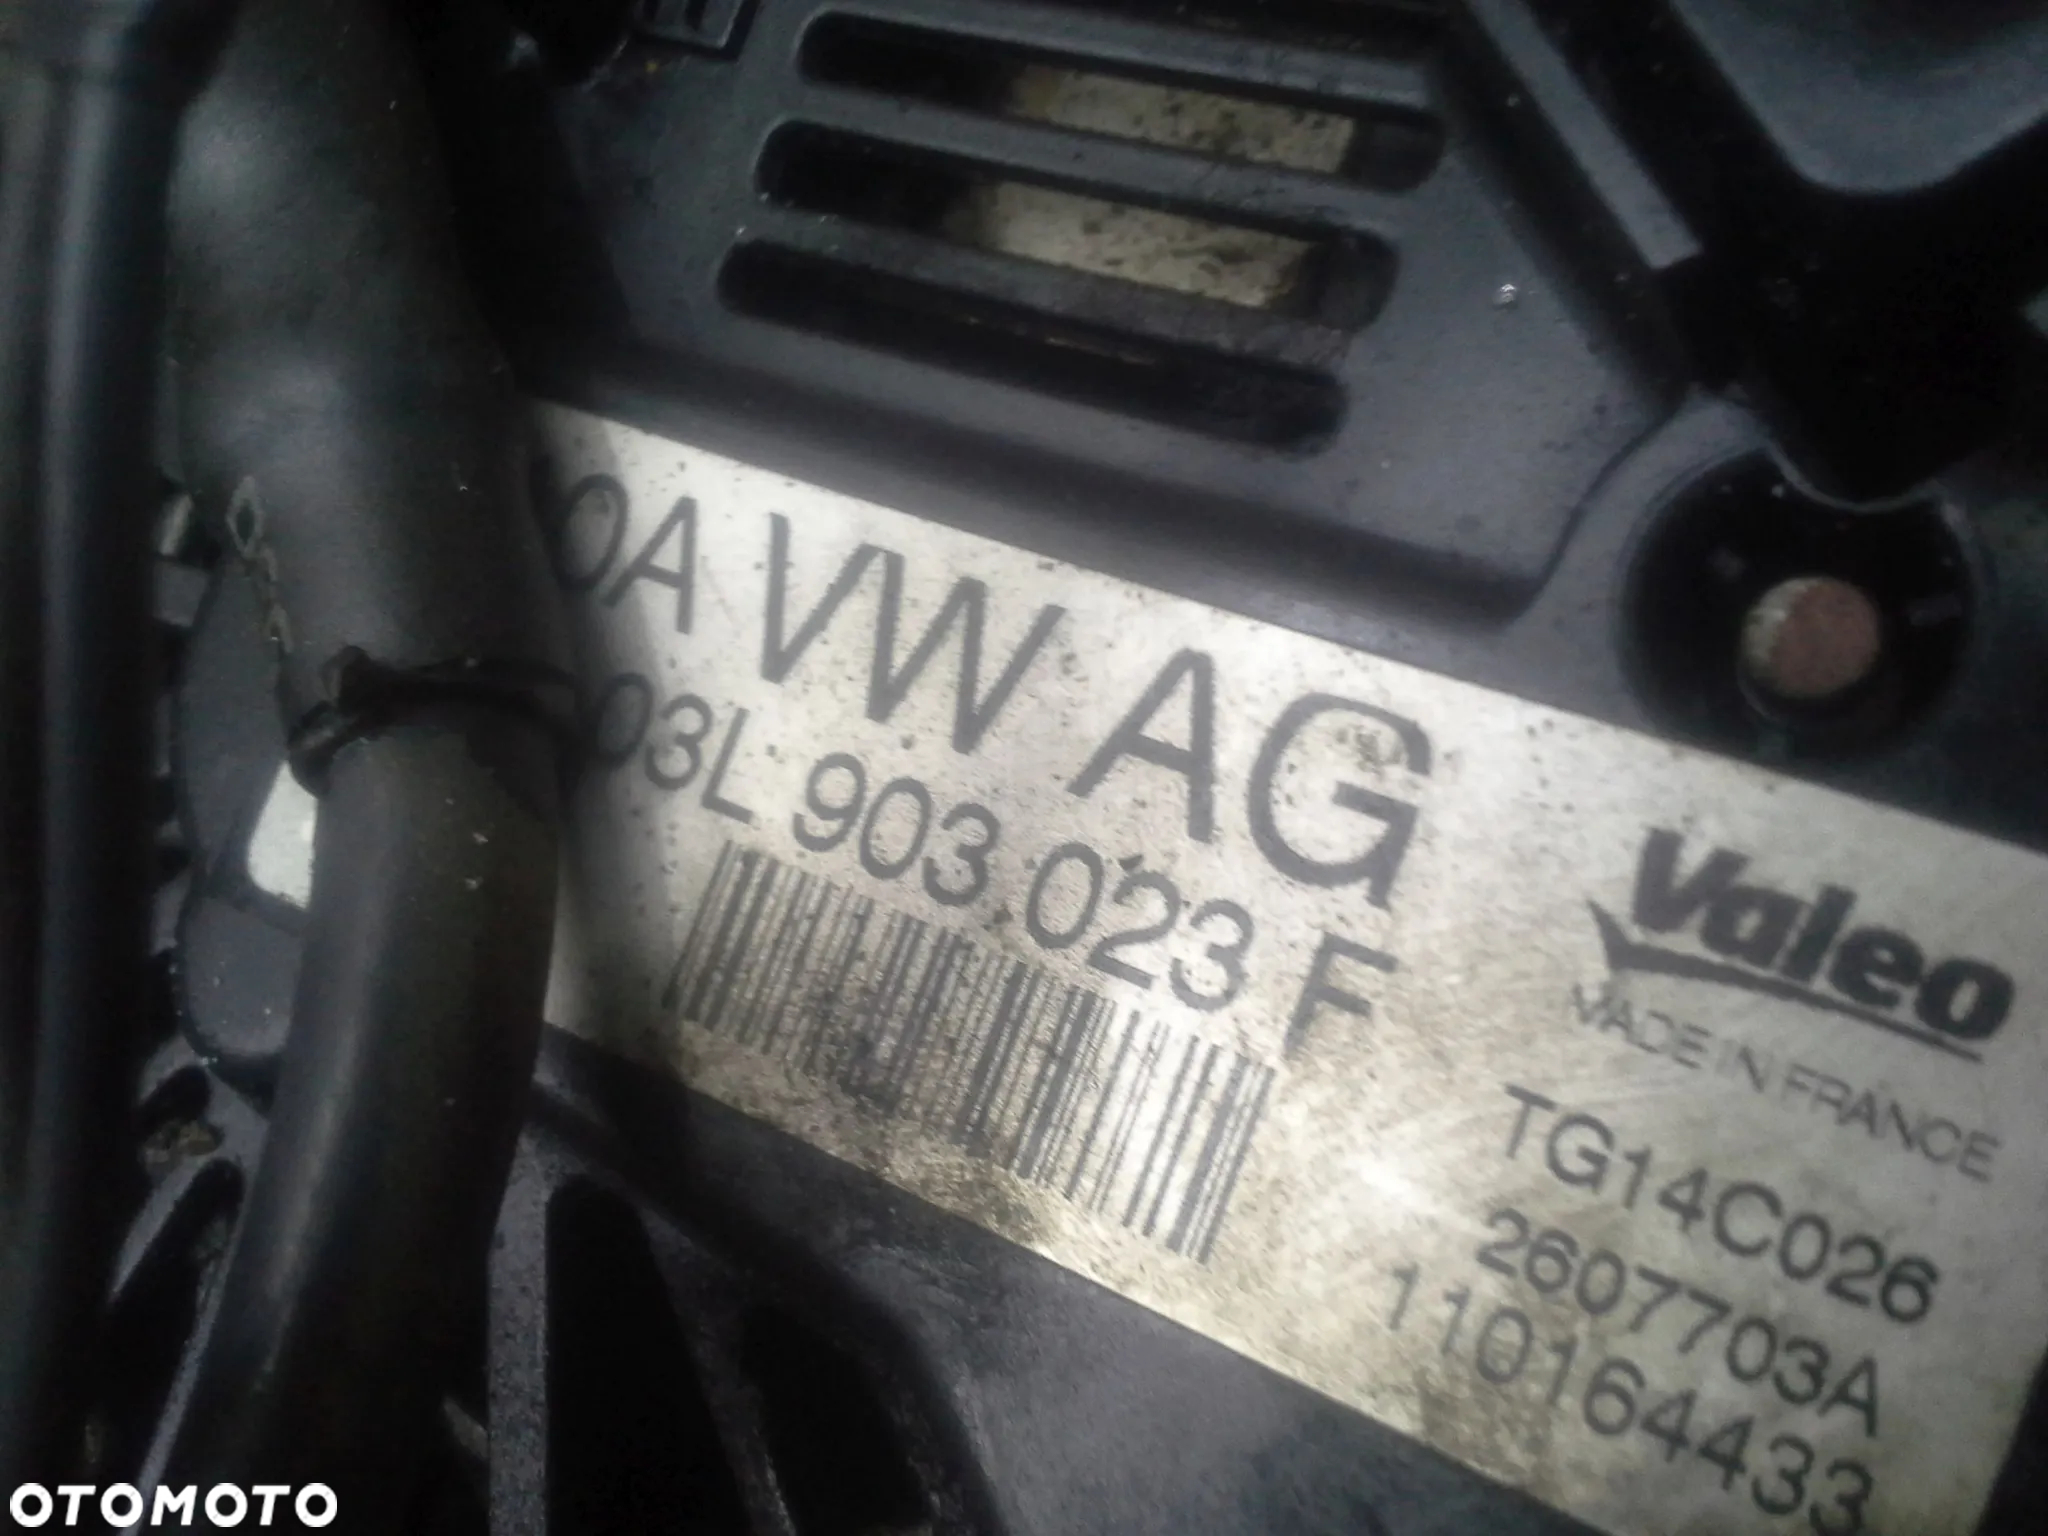 0A VW AG
03L 903 023 F
Valeo
MADE IN FRANCE
TG14C026
2607703A
110164433
OTOMOTO